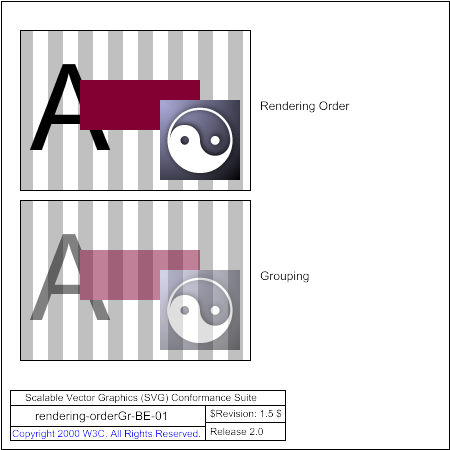 A
Rendering Order
A
Grouping
Scalable Vector Graphics (SVG) Conformance Suite
rendering-orderGr-BE-01
$Revision: 1.5 $
Copyright 2000 W3C. All Rights Reserved.
Release 2.0